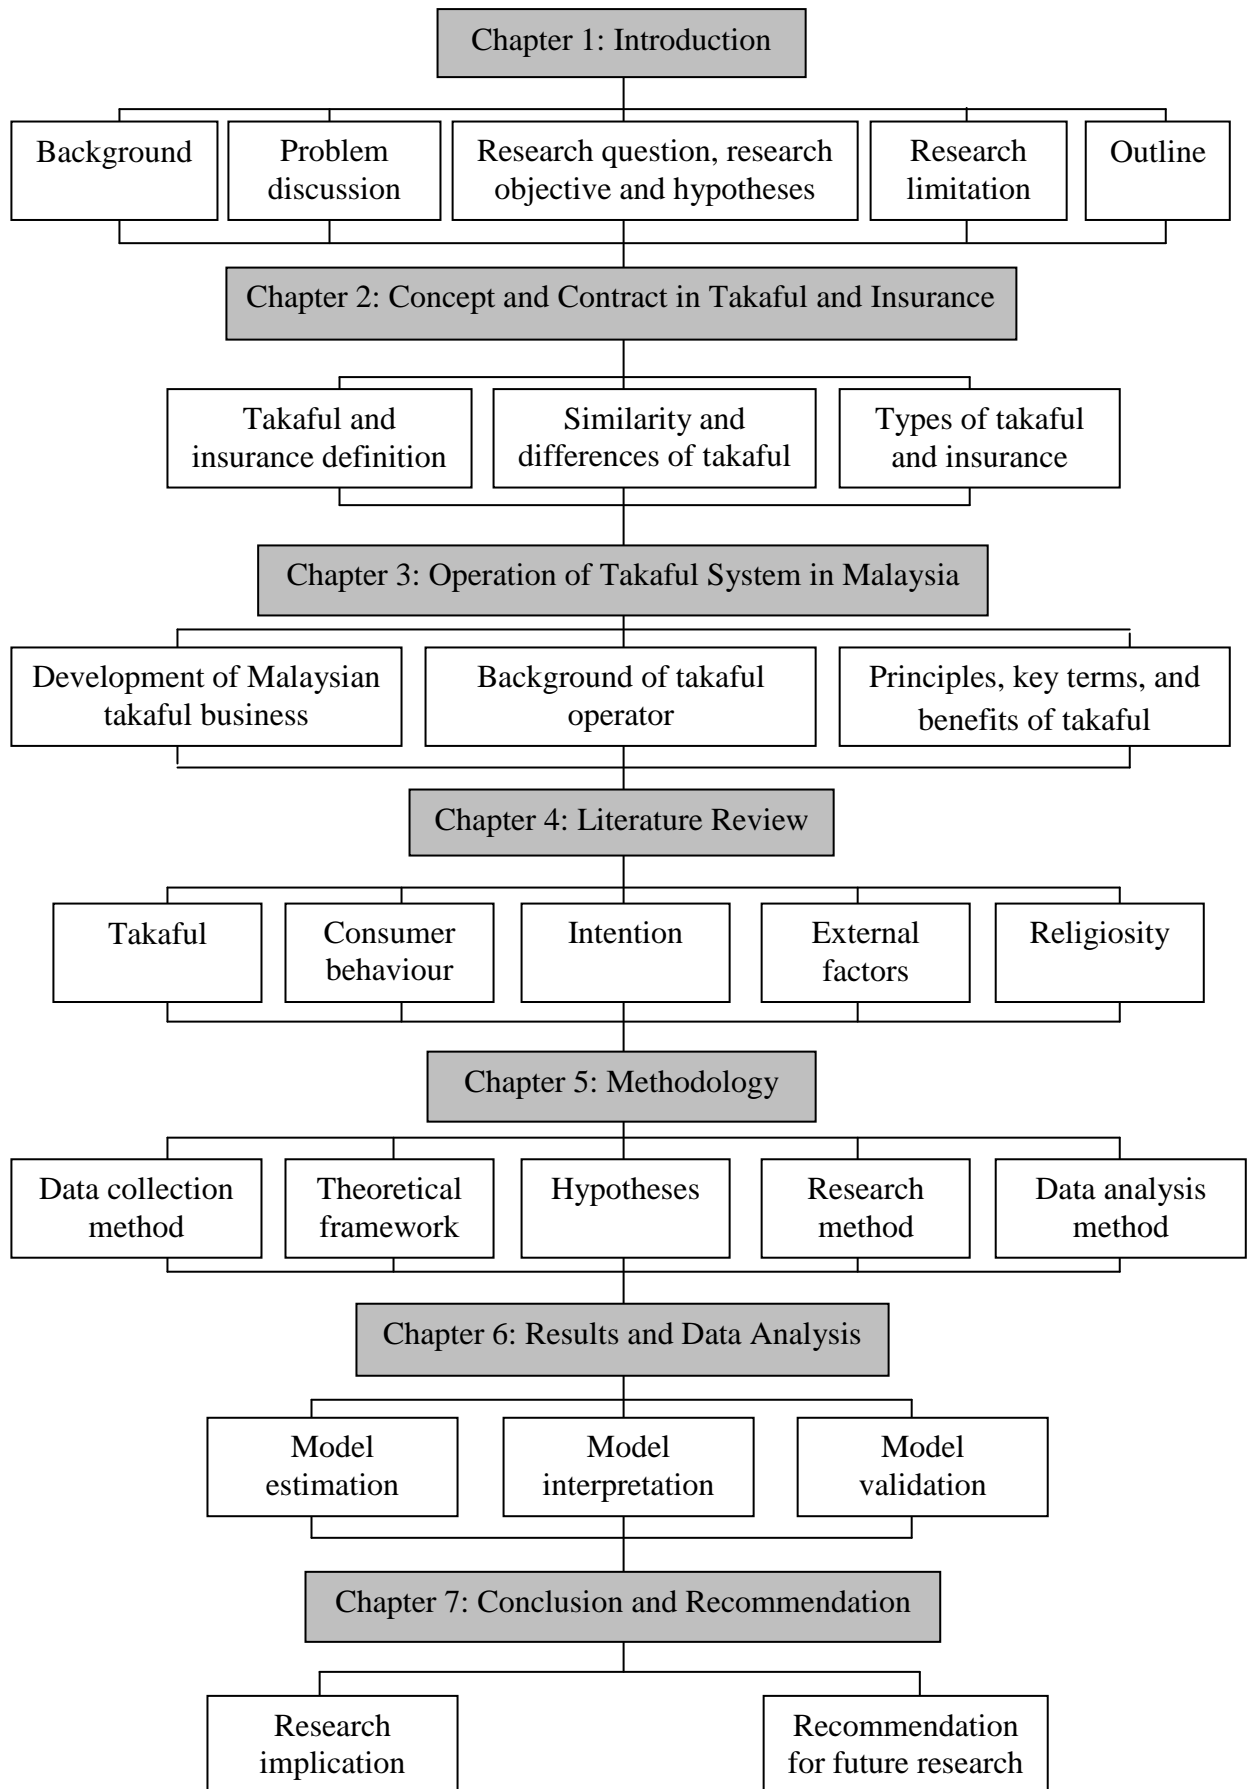 Chapter 1: Introduction
Background
Problem
discussion
Research question, research
objective and hypotheses
Research
limitation
Outline
Chapter 2: Concept and Contract in Takaful and Insurance
Takaful and
insurance definition
Similarity and
differences of takaful
Types of takaful
and insurance
Chapter 3: Operation of Takaful System in Malaysia
Development of Malaysian
takaful business
Background of takaful
operator
Principles, key terms, and
benefits of takaful
Chapter 4: Literature Review
Takaful
Consumer
behaviour
Intention
External
factors
Religiosity
Chapter 5: Methodology
Data collection
method
Theoretical
framework
Hypotheses
Research
method
Data analysis
method
Chapter 6: Results and Data Analysis
Model
estimation
Model
interpretation
Model
validation
Chapter 7: Conclusion and Recommendation
Research
implication
Recommendation
for future research